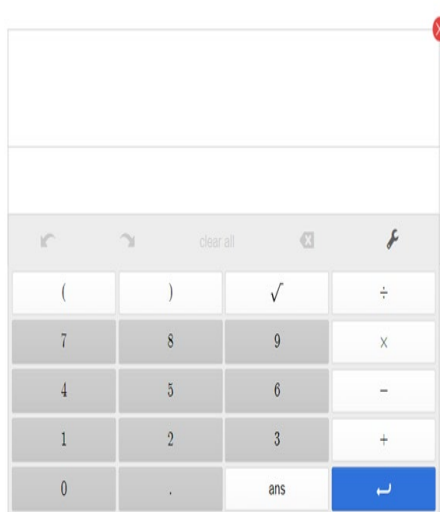 clear all
( ) √ ÷
7 8 9 ×
4 5 6 −
1 2 3 +
0 . ans